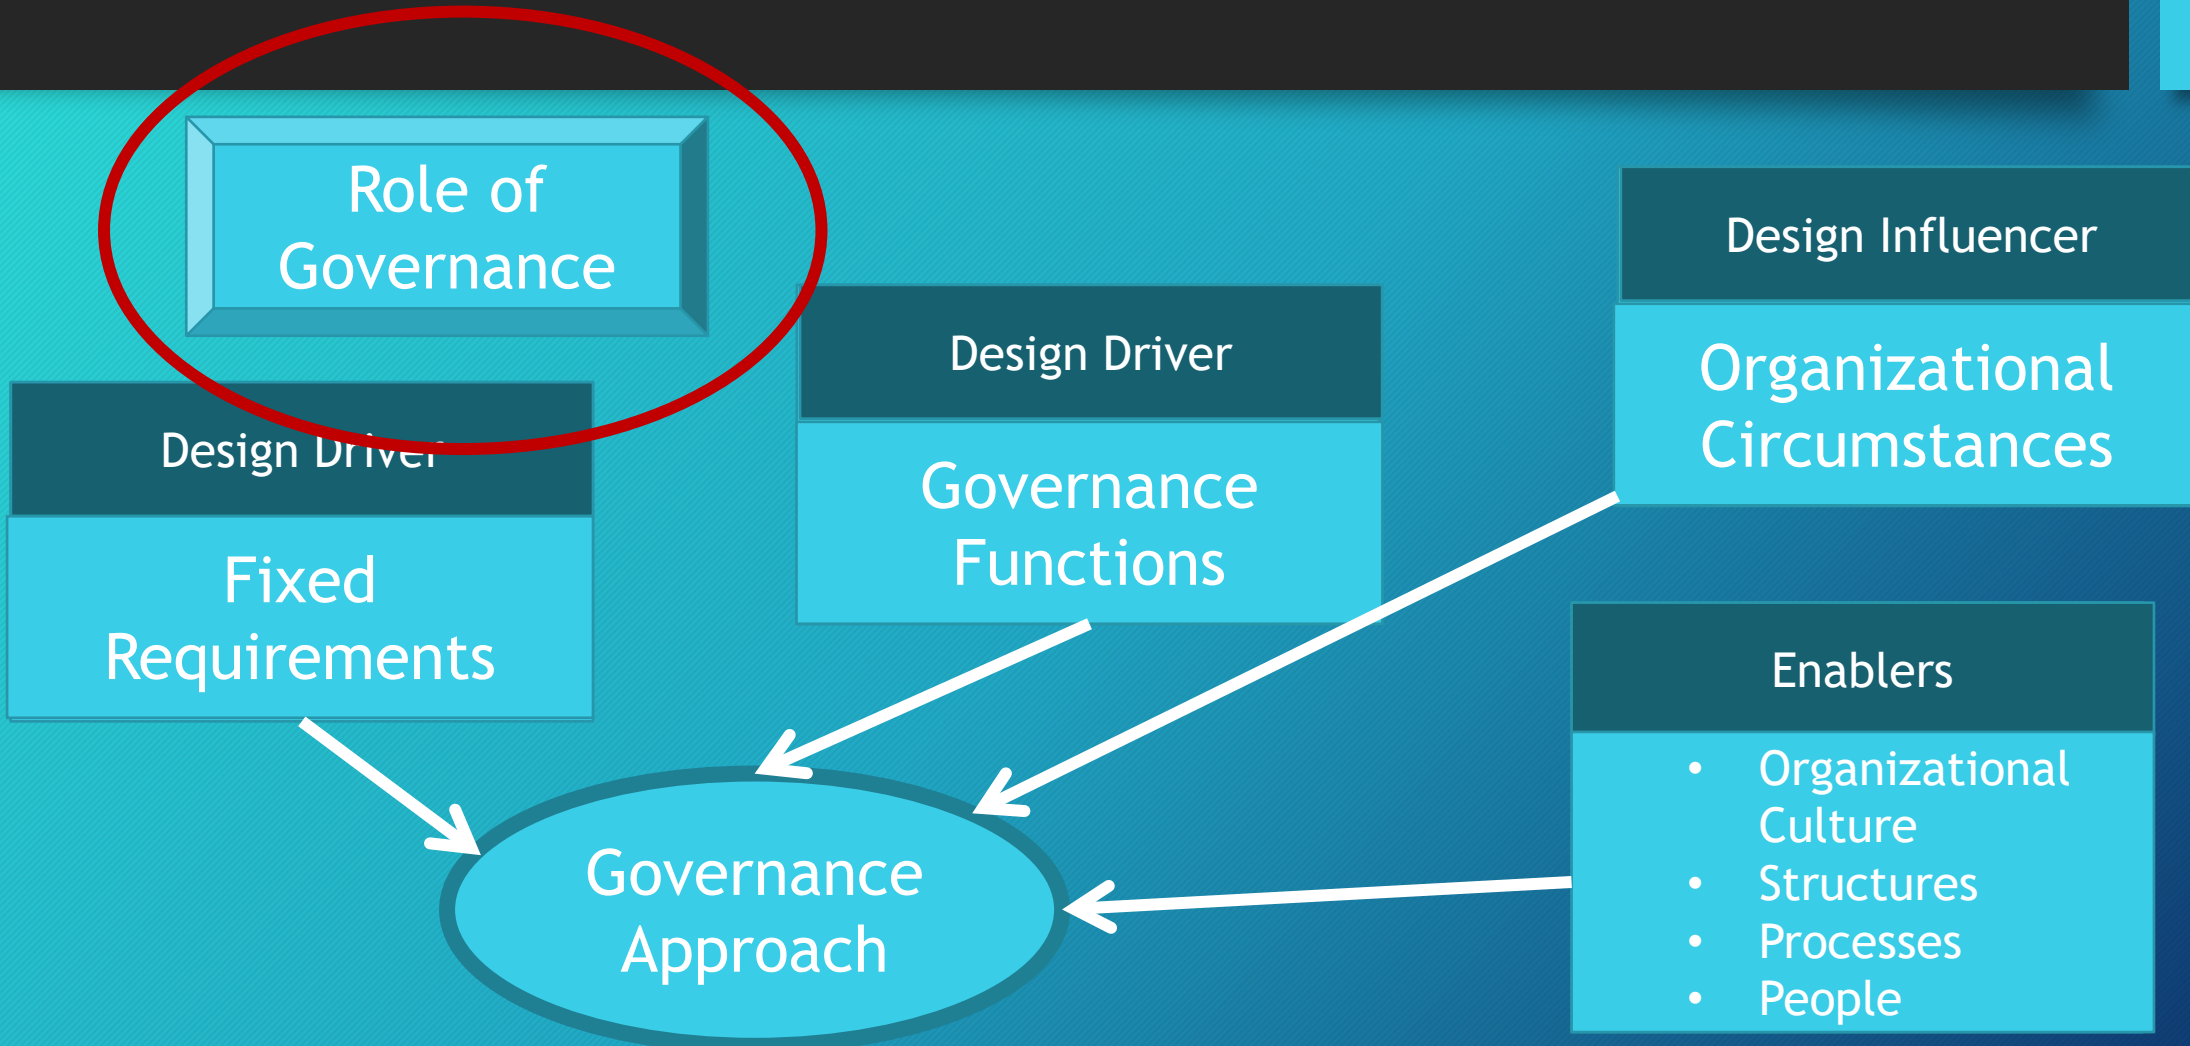 Role of
Governance
Design Driver
Fixed
Requirements
Design Driver
Governance
Functions
Design Influencer
Organizational
Circumstances
Enablers
• Organizational
Culture
• Structures
• Processes
• People
Governance
Approach